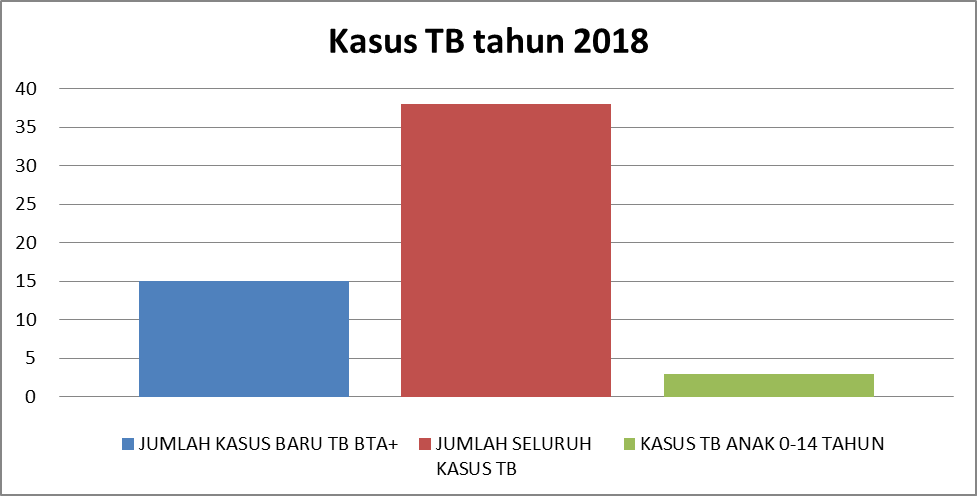 Kasus TB tahun 2018
40
35
30
25
20
15
10
5
0
JUMLAH KASUS BARU TB BTA+
JUMLAH SELURUH
KASUS TB
KASUS TB ANAK 0-14 TAHUN